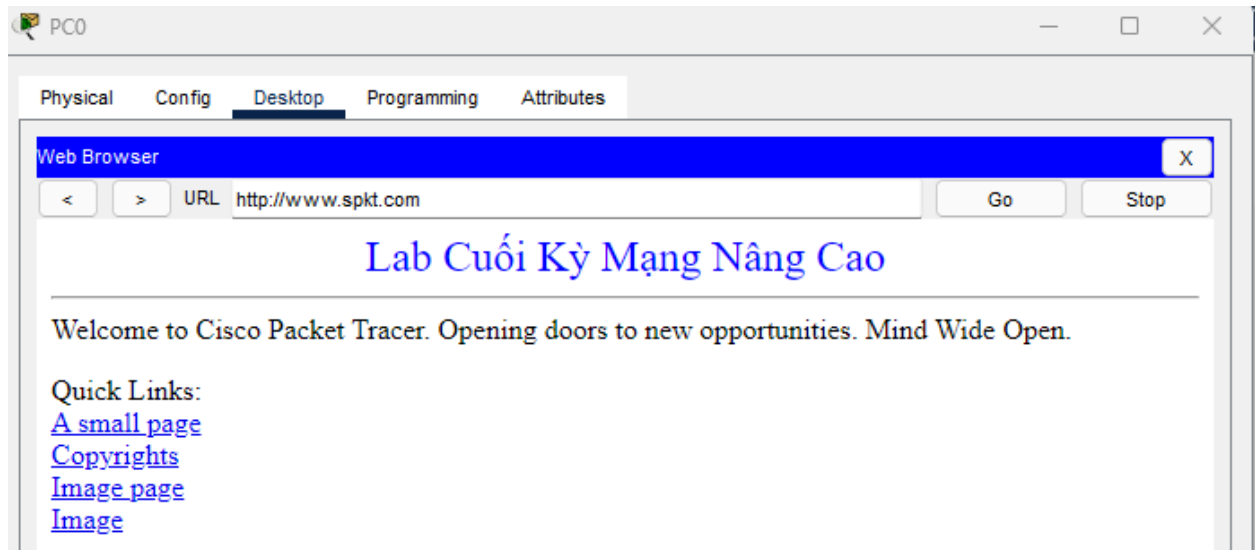 PC0
Physical Config Desktop Programming Attributes
Web Browser X
< > URL http://www.spkt.com Go Stop
Lab Cuối Kỳ Mạng Nâng Cao
Welcome to Cisco Packet Tracer. Opening doors to new opportunities. Mind Wide Open.
Quick Links:
A small page
Copyrights
Image page
Image